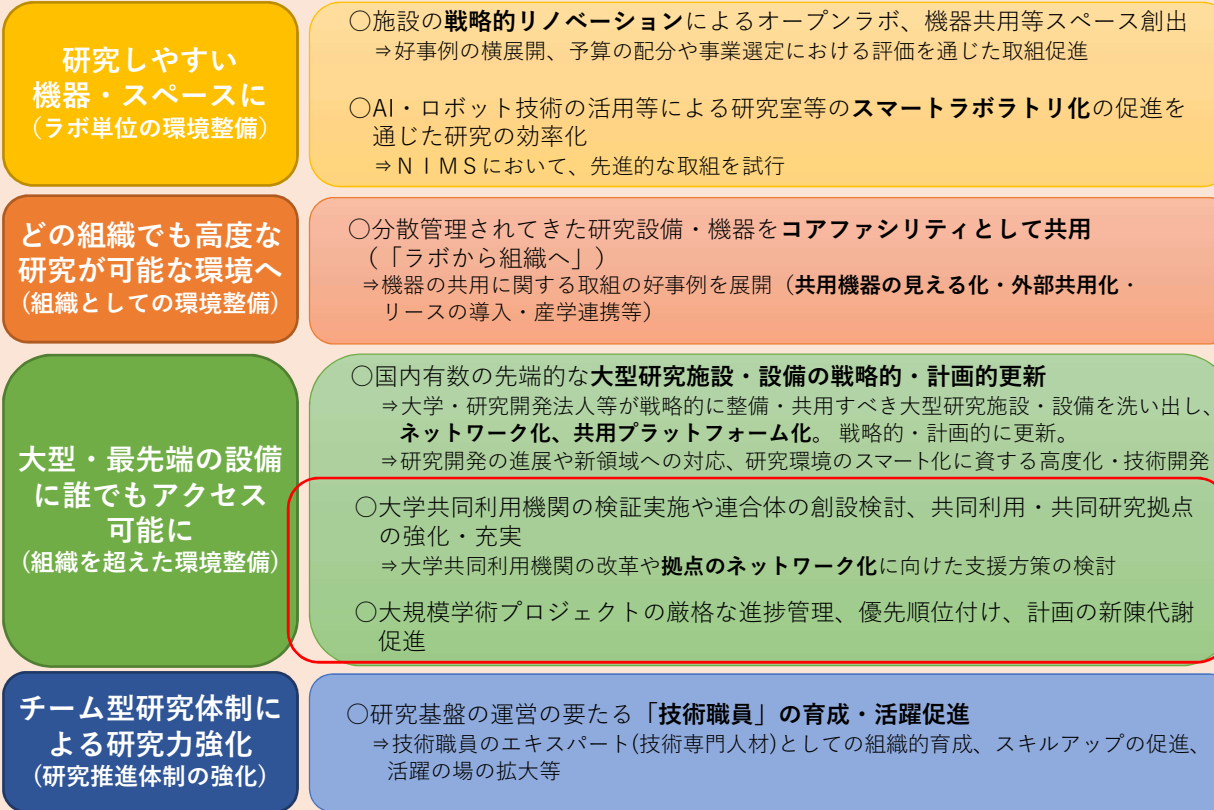 研究しやすい
機器・スペースに
(ラボ単位の環境整備)
○施設の戦略的リノベーションによるオープンラボ、機器共用等スペース創出
⇒好事例の横展開、予算の配分や事業選定における評価を通じた取組促進
○AI・ロボット技術の活用等による研究室等のスマートラボラトリ化の促進を
通じた研究の効率化
⇒ＮＩＭＳにおいて、先進的な取組を試行
どの組織でも高度な
研究が可能な環境へ
(組織としての環境整備)
○分散管理されてきた研究設備・機器をコアファシリティとして共用
(「ラボから組織へ」)
⇒機器の共用に関する取組の好事例を展開（共用機器の見える化・外部共用化・
リースの導入・産学連携等）
大型・最先端の設備
に誰でもアクセス
可能に
(組織を超えた環境整備)
○国内有数の先端的な大型研究施設・設備の戦略的・計画的更新
⇒大学・研究開発法人等が戦略的に整備・共用すべき大型研究施設・設備を洗い出し、
ネットワーク化、共用プラットフォーム化。 戦略的・計画的に更新。
⇒研究開発の進展や新領域への対応、研究環境のスマート化に資する高度化・技術開発
○大学共同利用機関の検証実施や連合体の創設検討、共同利用・共同研究拠点
の強化・充実
⇒大学共同利用機関の改革や拠点のネットワーク化に向けた支援方策の検討
○大規模学術プロジェクトの厳格な進捗管理、優先順位付け、計画の新陳代謝
促進
チーム型研究体制に
よる研究力強化
(研究推進体制の強化)
○研究基盤の運営の要たる「技術職員」の育成・活躍促進
⇒技術職員のエキスパート(技術専門人材)としての組織的育成、スキルアップの促進、
活躍の場の拡大等